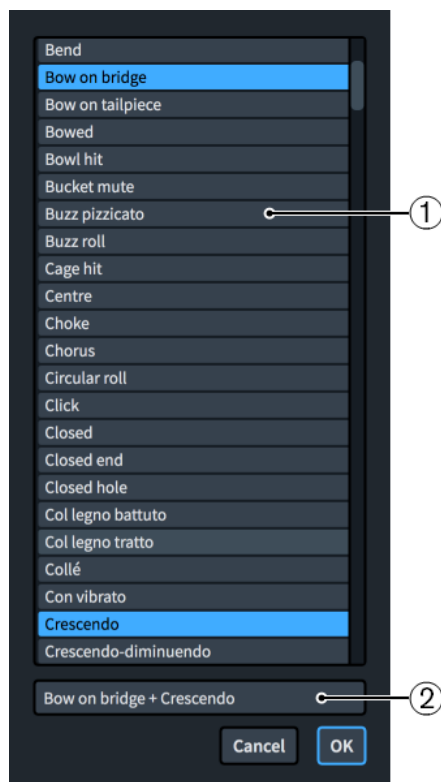 Bend
Bow on bridge
Bow on tailpiece
Bowed
Bowl hit
Bucket mute
Buzz pizzicato
1
Buzz roll
Cage hit
Centre
Choke
Chorus
Circular roll
Click
Closed
Closed end
Closed hole
Col legno battuto
Col legno tratto
Collé
Con vibrato
Crescendo
Crescendo-diminuendo
Bow on bridge + Crescendo
2
Cancel
OK